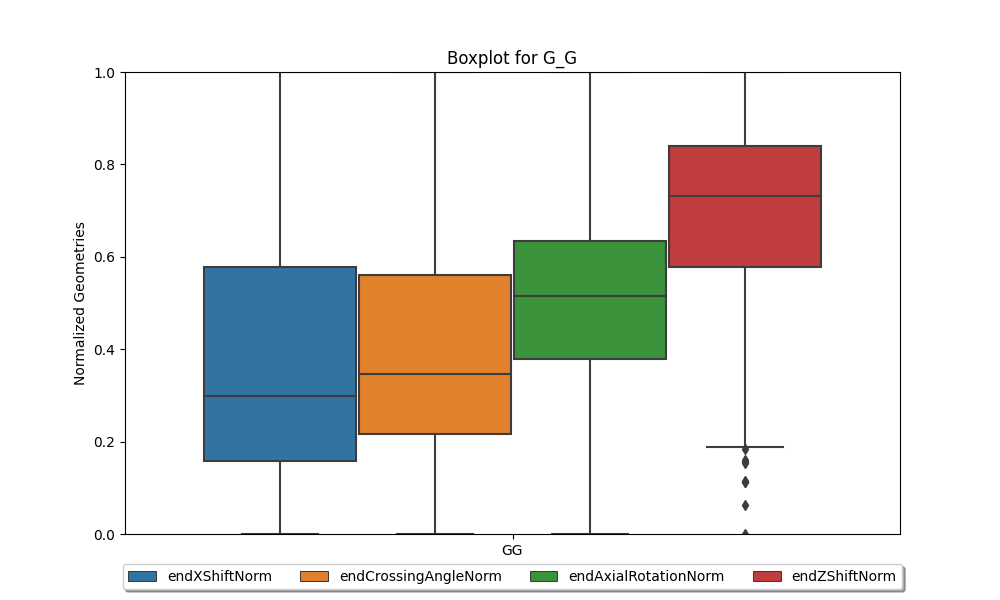 Boxplot for G_G
1.0
0.8
0.6
0.4
0.2
0.0
Normalized Geometries
GG
endXShiftNorm endCrossingAngleNorm endAxialRotationNorm endZShiftNorm